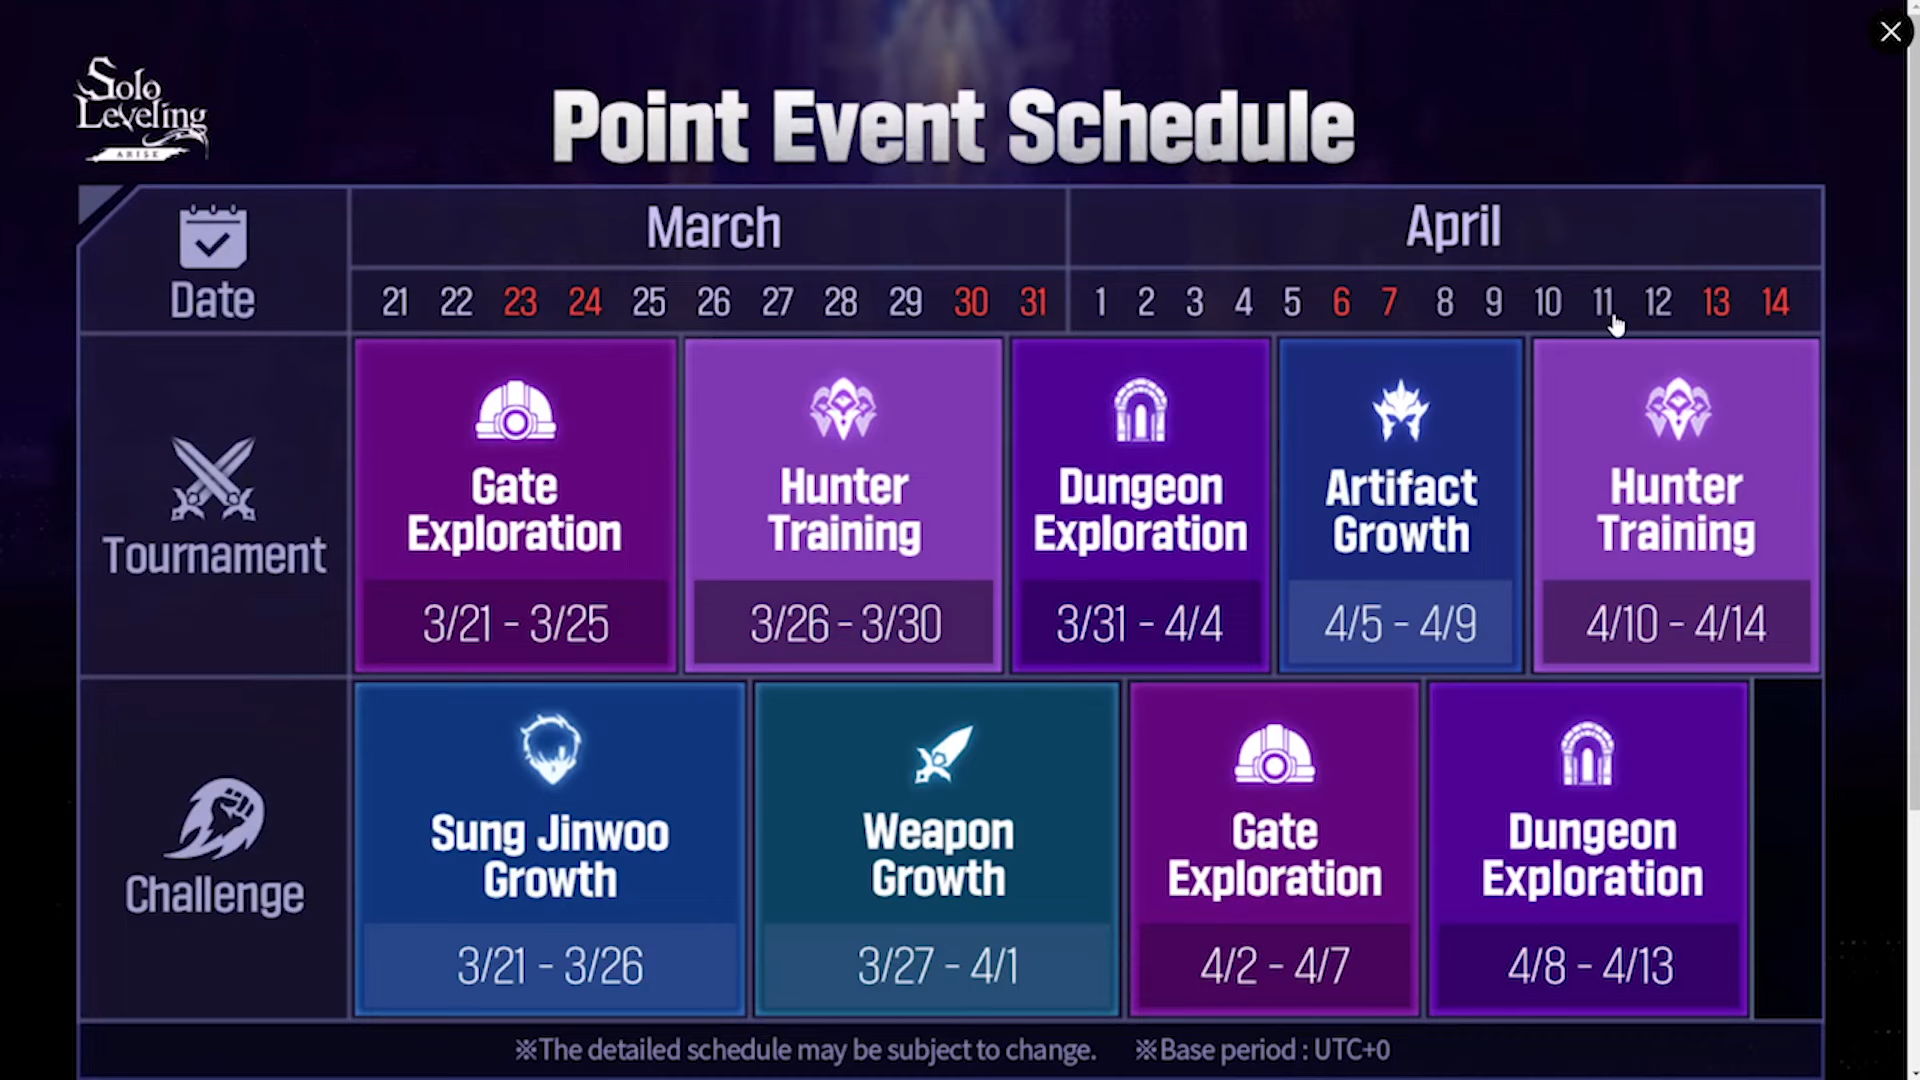 Solo
Leveling
ARISE
Point Event Schedule
Date
March
April
21 22 23 24 25 26 27 28 29 30 31 1 2 3 4 5 6 7 8 9 10 11 12 13 14
Tournament
Gate
Exploration
3/21 - 3/25
Hunter
Training
3/26 - 3/30
Dungeon
Exploration
3/31 - 4/4
Artifact
Growth
4/5 - 4/9
Hunter
Training
4/10 - 4/14
Challenge
Sung Jinwoo
Growth
3/21 - 3/26
Weapon
Growth
3/27 - 4/1
Gate
Exploration
4/2 - 4/7
Dungeon
Exploration
4/8 - 4/13
※The detailed schedule may be subject to change. ※Base period : UTC+0